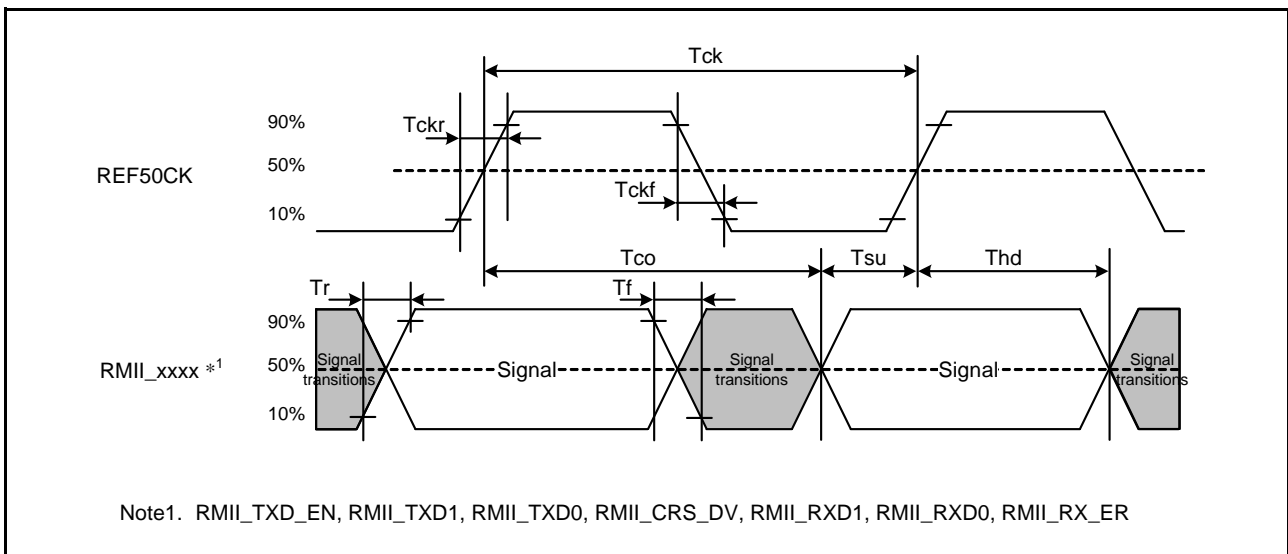 Tck
90%
Tckr
50%
REF50CK
Tckf
10%
Tco
Tsu
Thd
Tr
Tf
90%
Signal transitions
50%
Signal
Signal transitions
Signal
Signal transitions
RMII_xxxx *1
10%
Note1. RMII_TXD_EN, RMII_TXD1, RMII_TXD0, RMII_CRS_DV, RMII_RXD1, RMII_RXD0, RMII_RX_ER